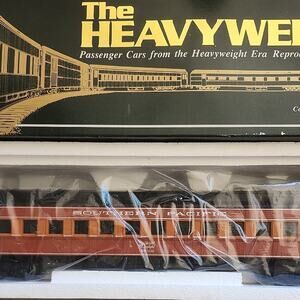 The
HEAVYWE
Passenger Cars from the Heavyweight Era Repro
SOUTHERN PACIFIC